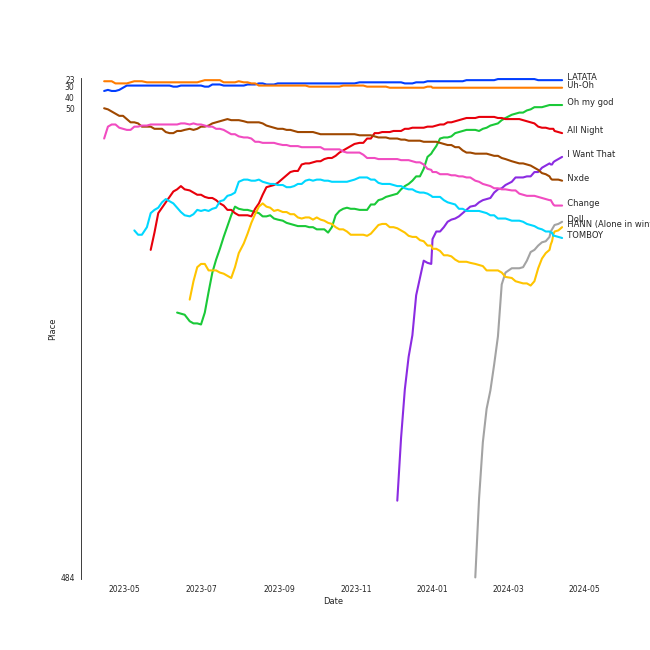 23
30
40
50
484
Place
2023-05
2023-07
2023-09
2023-11
2024-01
2024-03
2024-05
Date
LATATA
Uh-Oh
Oh my god
All Night
I Want That
Nxde
Change
Doll
HANN (Alone in win
TOMBOY